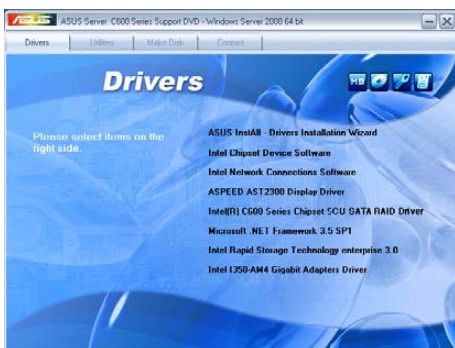 ASUS
ASUS Server C600 Series Support DVD - Windows Server 2008 64 bit
Drivers
Utilities
Make Disk
Contact
Drivers
Please select items on the
right side.
ASUS InstAll - Drivers Installation Wizard
Intel Chipset Device Software
Intel Network Connections Software
ASPEED AST2300 Display Driver
Intel(R) C600 Series Chipset SCU SATA RAID Driver
Microsoft .NET Framework 3.5 SP1
Intel Rapid Storage Technology enterprise 3.0
Intel I350-AM4 Gigabit Adapters Driver